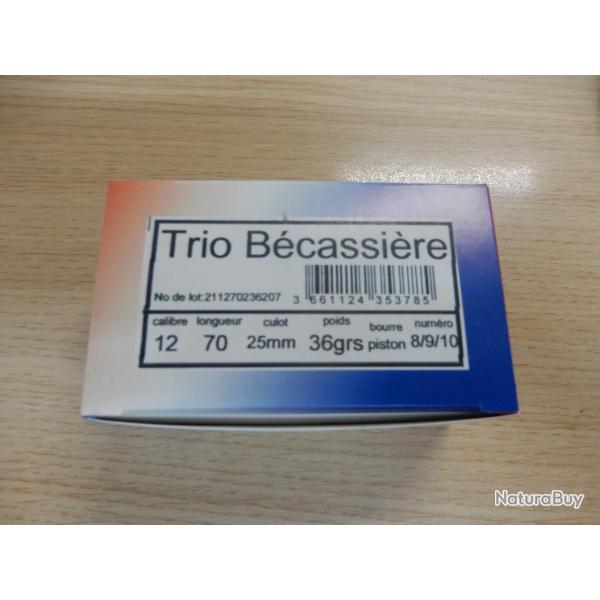 Trio Bécassière
No de lot:211270236207
3 661124 353785
calibre longueur culot poids bourre numéro
12 70 25mm 36grs piston 8/9/10
NaturaBuy